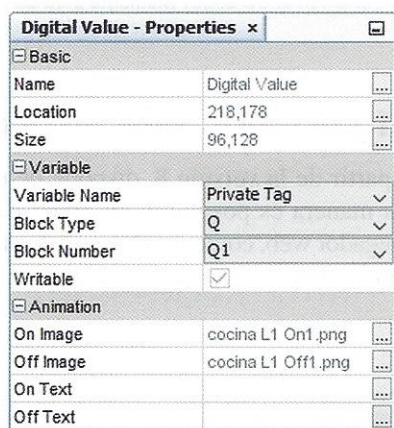 Digital Value - Properties ×
Basic
Name Digital Value ...
Location 218,178 ...
Size 96,128 ...
Variable
Variable Name Private Tag
Block Type Q
Block Number Q1
Writable
Animation
On Image cocina L1 On1.png ...
Off Image cocina L1 Off1.png ...
On Text ...
Off Text ...